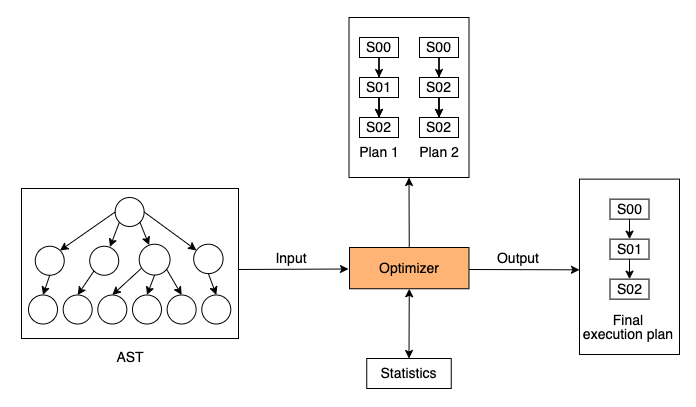 S00 S00
S01 S02
S02 S02
Plan 1 Plan 2
S00
Input
Optimizer
Output
S01
S02
Final
execution plan
AST
Statistics